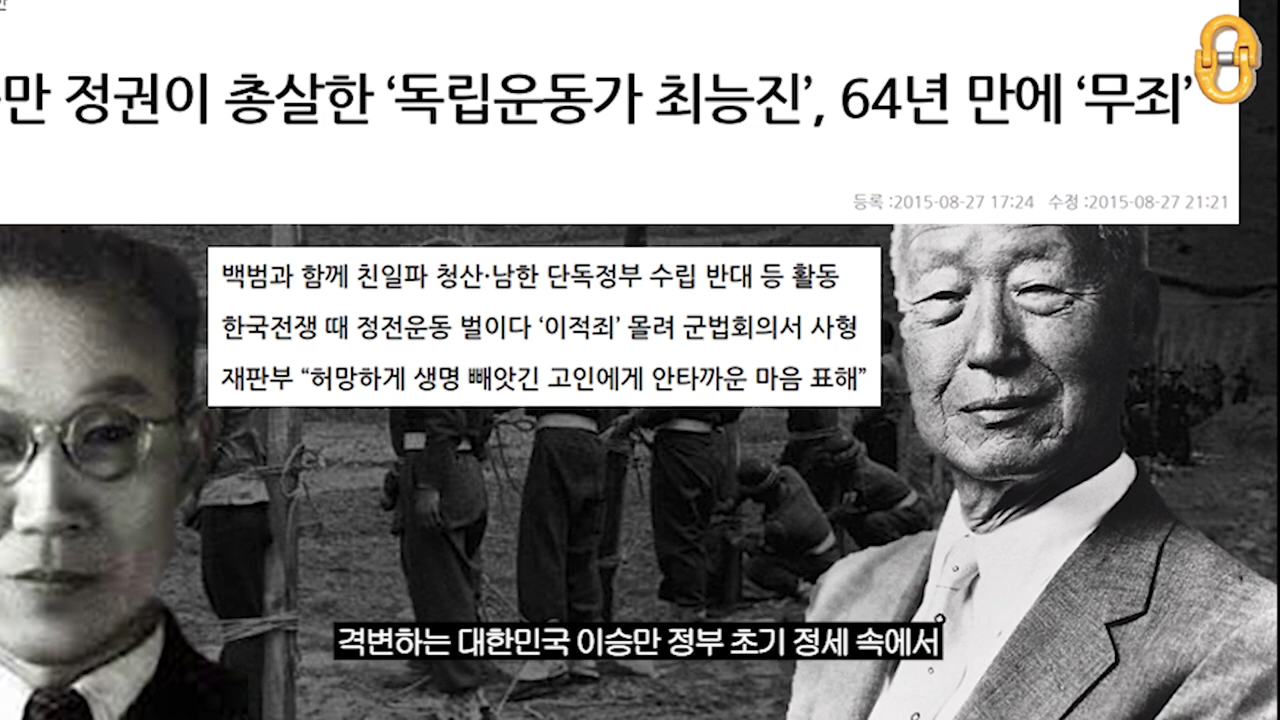 만 정권이 총살한 ‘독립운동가 최능진’, 64년 만에 ‘무죄’
등록 :2015-08-27 17:24 수정 :2015-08-27 21:21
백범과 함께 친일파 청산·남한 단독정부 수립 반대 등 활동
한국전쟁 때 정전운동 벌이다 ‘이적죄’ 몰려 군법회의서 사형
재판부 “허망하게 생명 빼앗긴 고인에게 안타까운 마음 표해”
격변하는 대한민국 이승만 정부 초기 정세 속에서